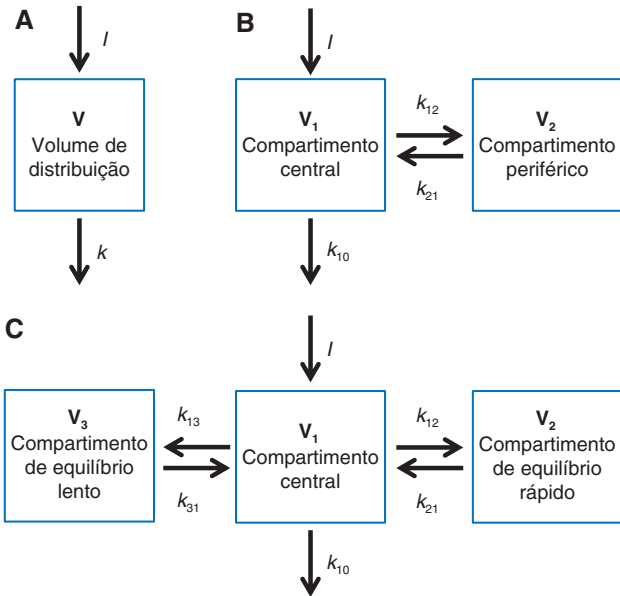 A
I
V
Volume de
distribuição
k
B
I
V₁
Compartimento
central
k₁₂
k₂₁
V₂
Compartimento
periférico
k₁₀
C
I
V₃
Compartimento
de equilíbrio
lento
k₁₃
k₃₁
V₁
Compartimento
central
k₁₂
k₂₁
V₂
Compartimento
de equilíbrio
rápido
k₁₀